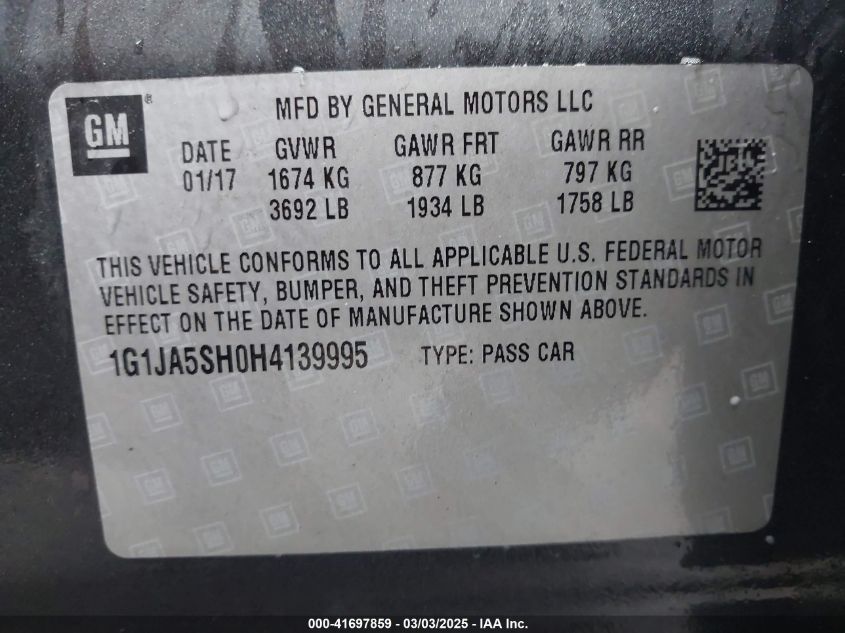 GM ®
MFD BY GENERAL MOTORS LLC
DATE GVWR GAWR FRT GAWR RR
01/17 1674 KG 877 KG 797 KG
3692 LB 1934 LB 1758 LB
THIS VEHICLE CONFORMS TO ALL APPLICABLE U.S. FEDERAL MOTOR
VEHICLE SAFETY, BUMPER, AND THEFT PREVENTION STANDARDS IN
EFFECT ON THE DATE OF MANUFACTURE SHOWN ABOVE.
1G1JA5SH0H4139995 TYPE: PASS CAR
000-41697859 - 03/03/2025 - IAA Inc.